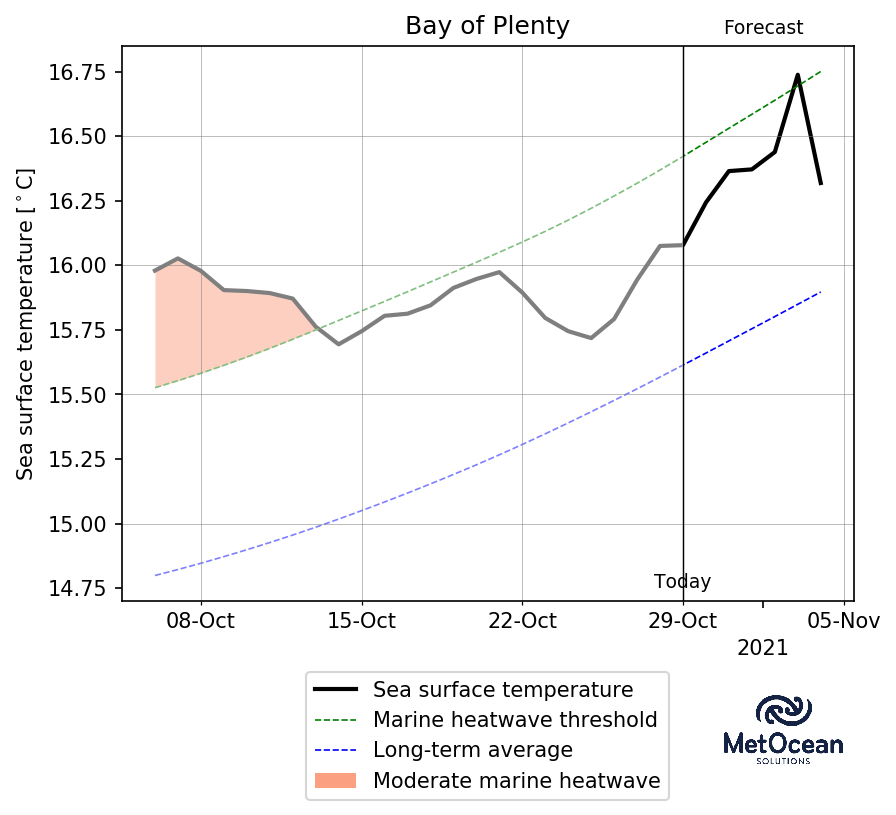 Bay of Plenty
Forecast
Sea surface temperature [°C]
16.75
16.50
16.25
16.00
15.75
15.50
15.25
15.00
14.75
Today
08-Oct 15-Oct 22-Oct 29-Oct 05-Nov
2021
Sea surface temperature
Marine heatwave threshold
Long-term average
Moderate marine heatwave
MetOcean
SOLUTIONS